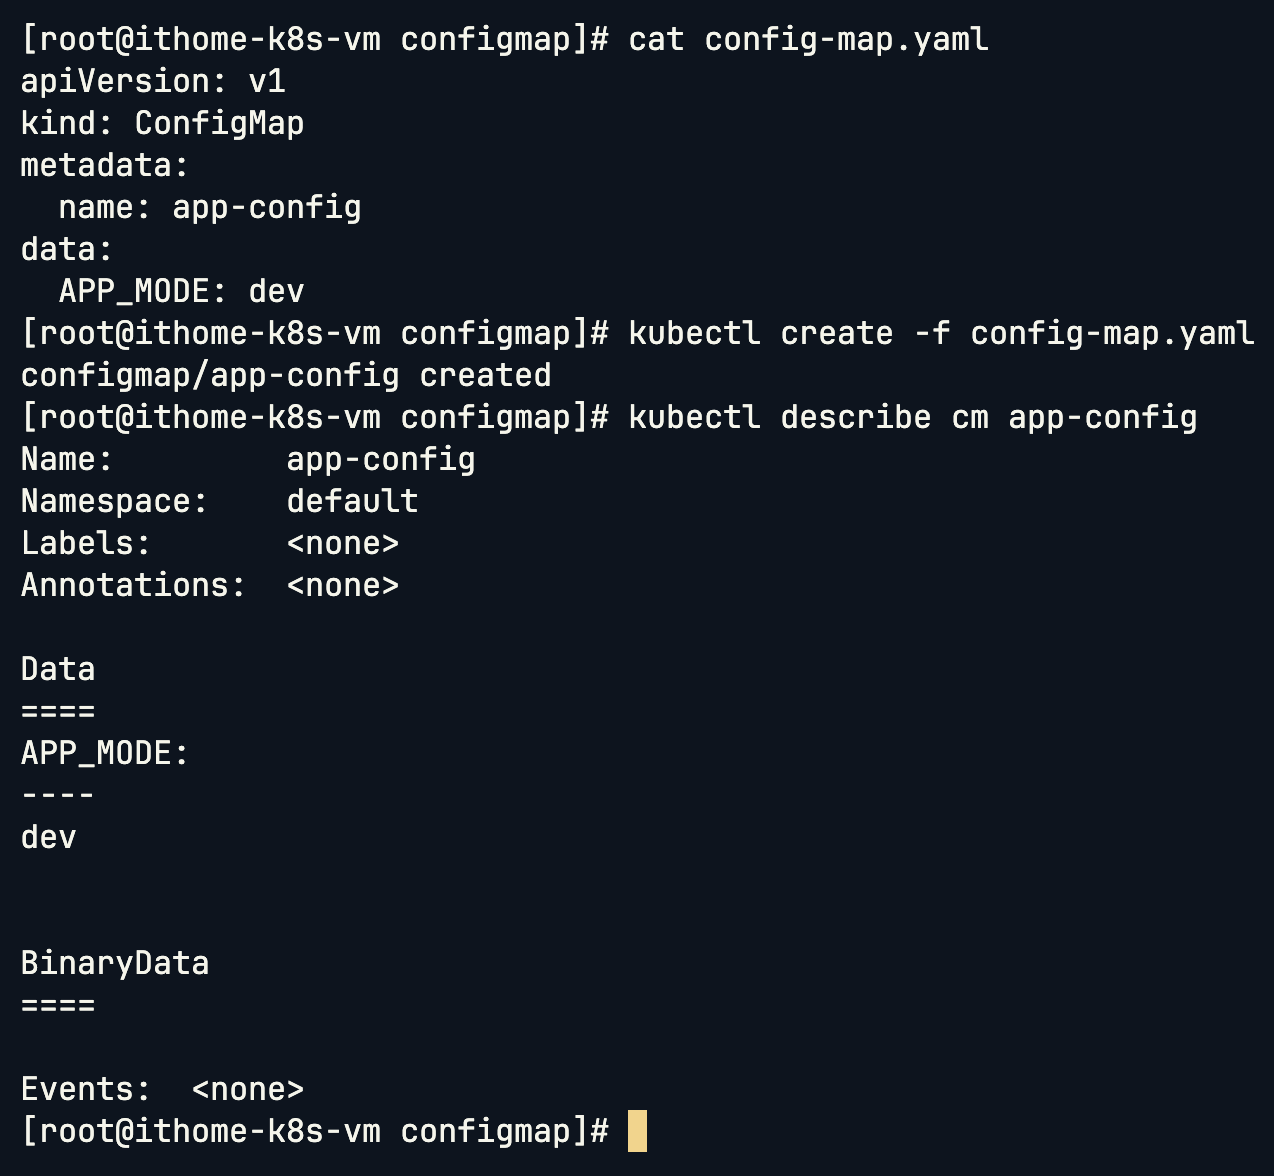 [root@ithome-k8s-vm configmap]# cat config-map.yaml
apiVersion: v1
kind: ConfigMap
metadata:
  name: app-config
data:
  APP_MODE: dev
[root@ithome-k8s-vm configmap]# kubectl create -f config-map.yaml
configmap/app-config created
[root@ithome-k8s-vm configmap]# kubectl describe cm app-config
Name:         app-config
Namespace:    default
Labels:       <none>
Annotations:  <none>

Data
====
APP_MODE:
----
dev


BinaryData
====

Events:  <none>
[root@ithome-k8s-vm configmap]#